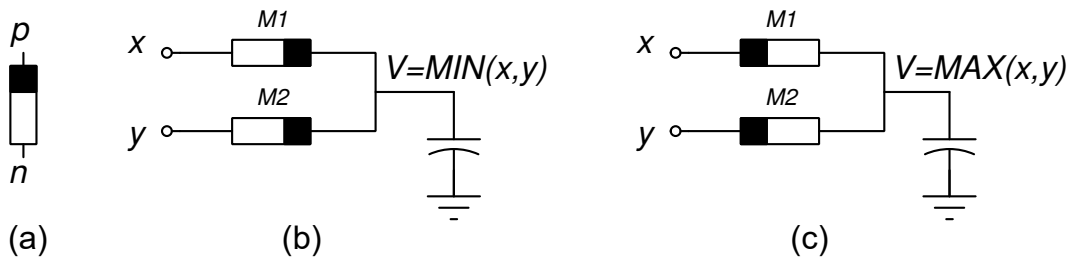 p
n
(a)
x
M1
V=MIN(x,y)
M2
y
(b)
x
M1
V=MAX(x,y)
M2
y
(c)